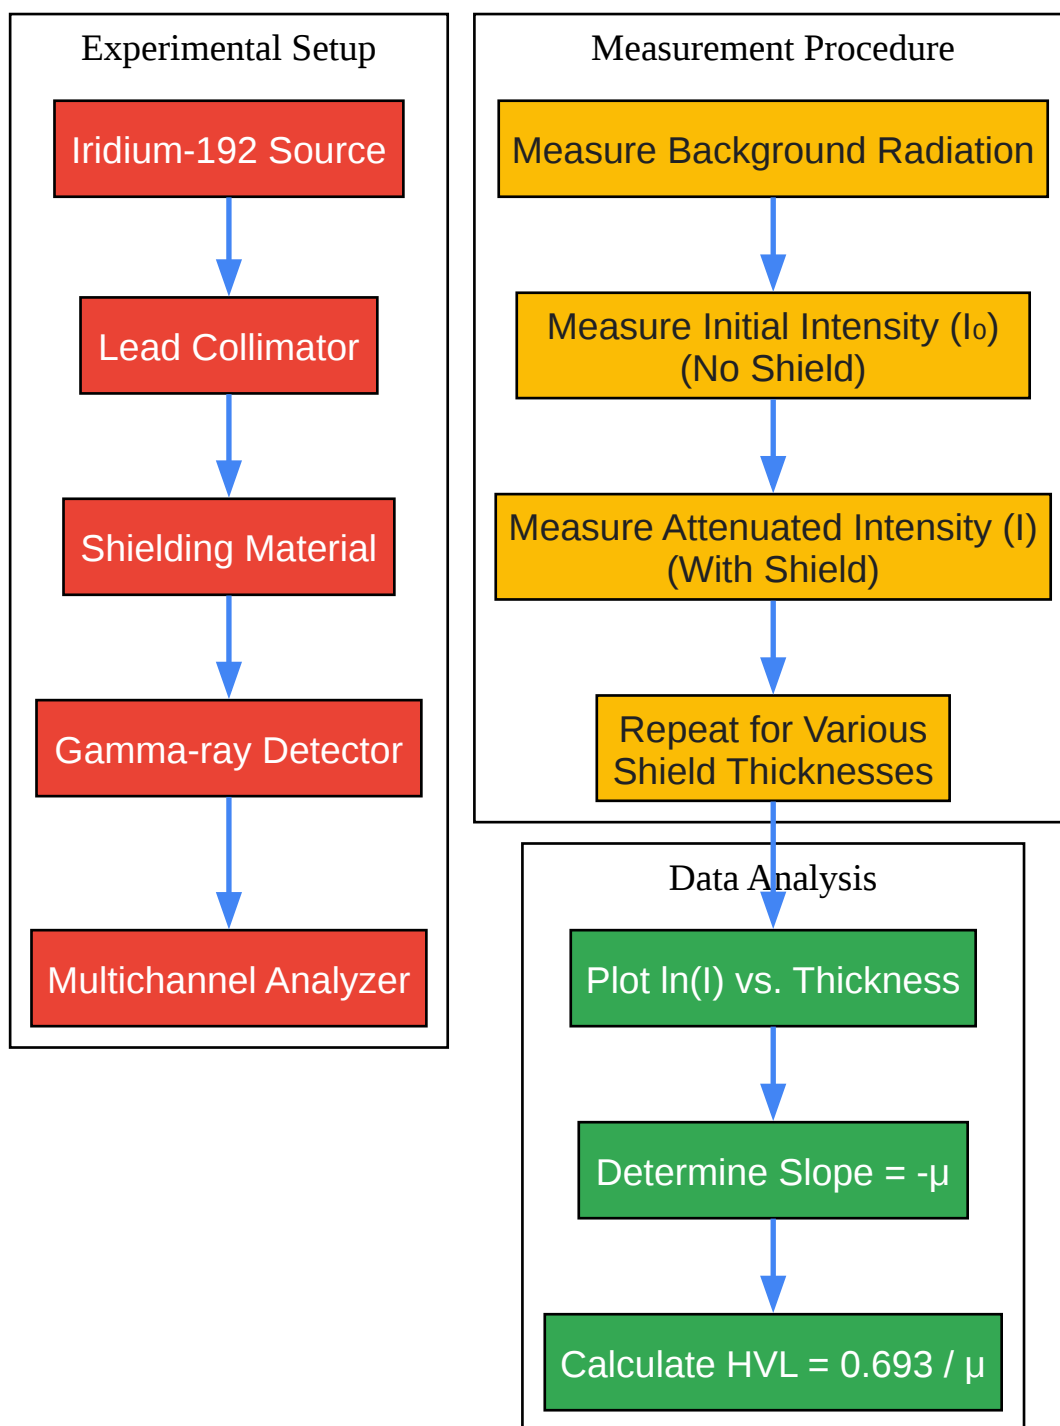 Experimental Setup
Iridium-192 Source
Lead Collimator
Shielding Material
Gamma-ray Detector
Multichannel Analyzer
Measurement Procedure
Measure Background Radiation
Measure Initial Intensity (I₀)
(No Shield)
Measure Attenuated Intensity (I)
(With Shield)
Repeat for Various
Shield Thicknesses
Data Analysis
Plot ln(I) vs. Thickness
Determine Slope = -μ
Calculate HVL = 0.693 / μ